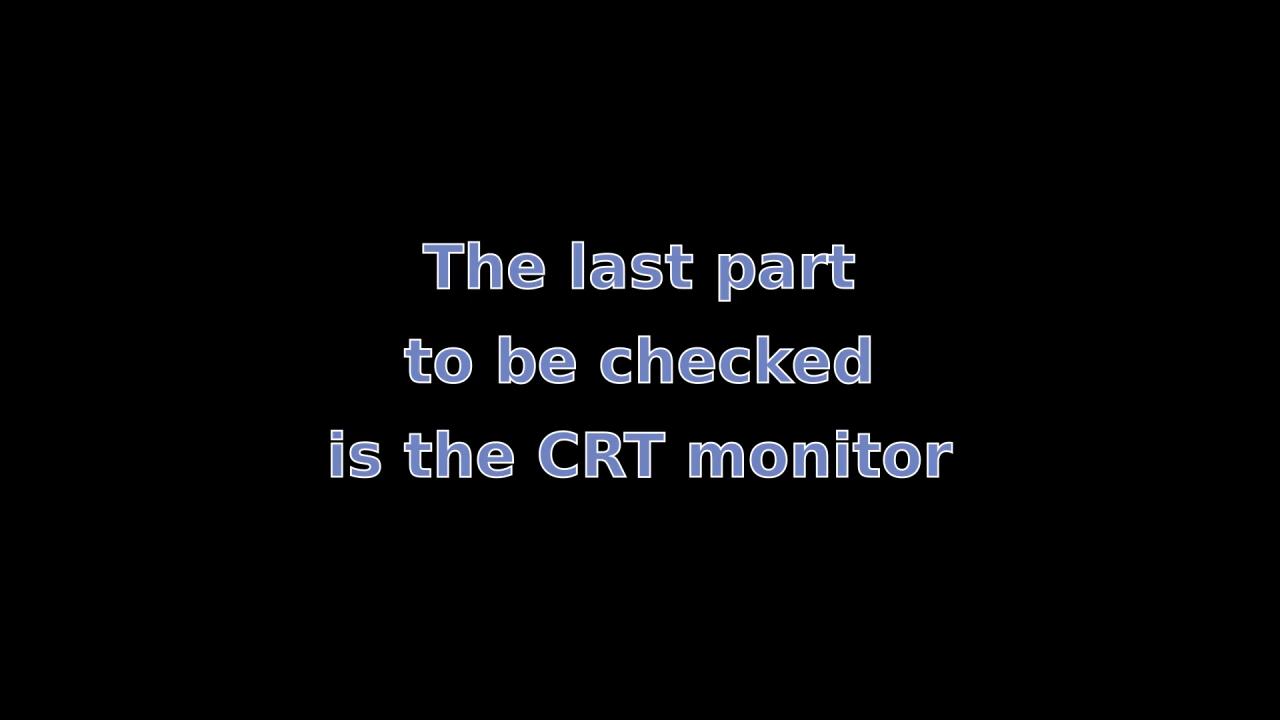 The last part
to be checked
is the CRT monitor